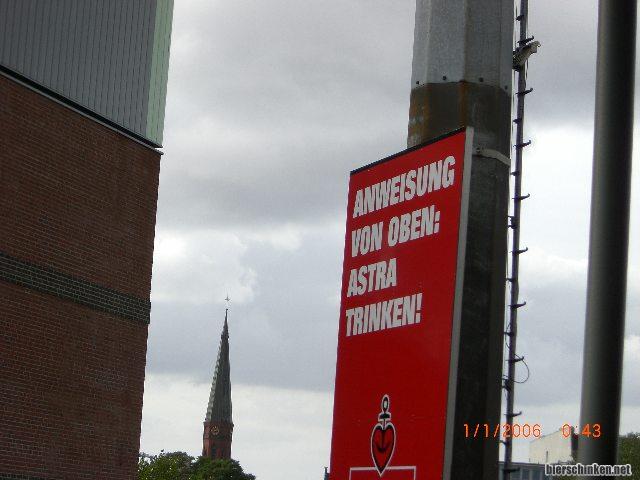 ANWEISUNG
VON OBEN:
ASTRA
TRINKEN!
1/1/2006 0:43
bierschinken.net